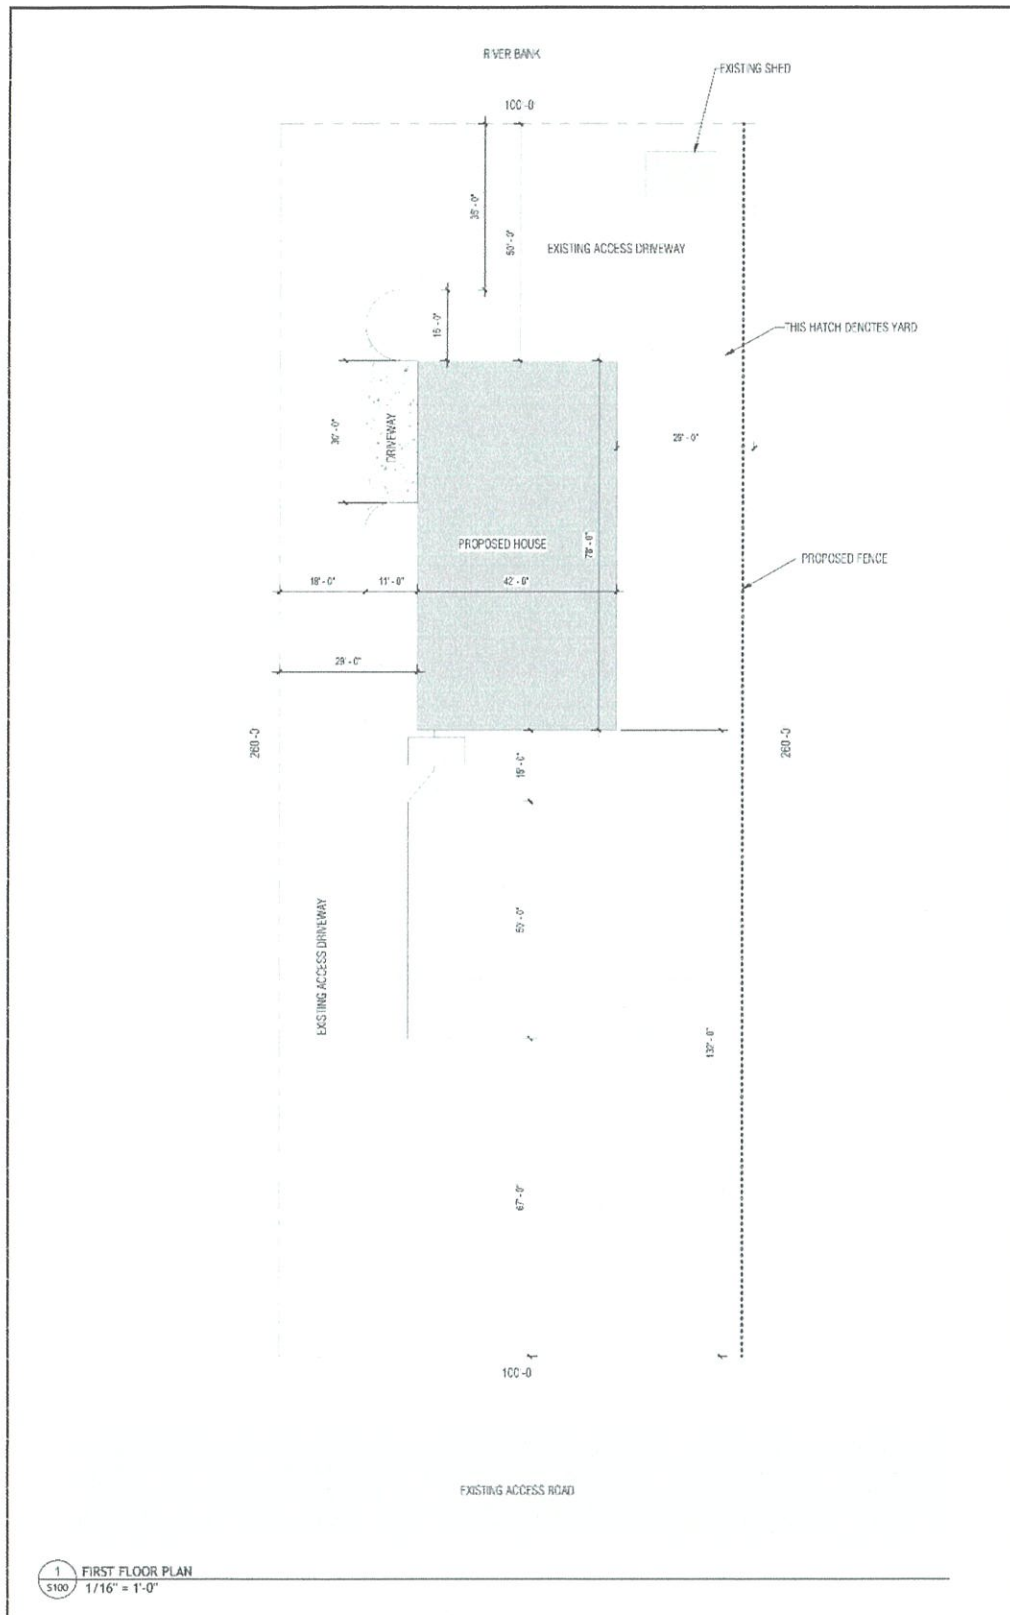 RIVER BANK
EXISTING SHED
100'-0
35'-0"
50'-0"
EXISTING ACCESS DRIVEWAY
15'-0"
THIS HATCH DENOTES YARD
30'-0"
DRIVEWAY
29'-0"
PROPOSED HOUSE
78'-0"
PROPOSED FENCE
18'-0"
11'-0"
42'-0"
29'-0"
260'-0
260'-0
15'-0"
EXISTING ACCESS DRIVEWAY
50'-0"
132'-0"
67'-0"
100'-0
EXISTING ACCESS ROAD
1
S100
FIRST FLOOR PLAN
1/16" = 1'-0"